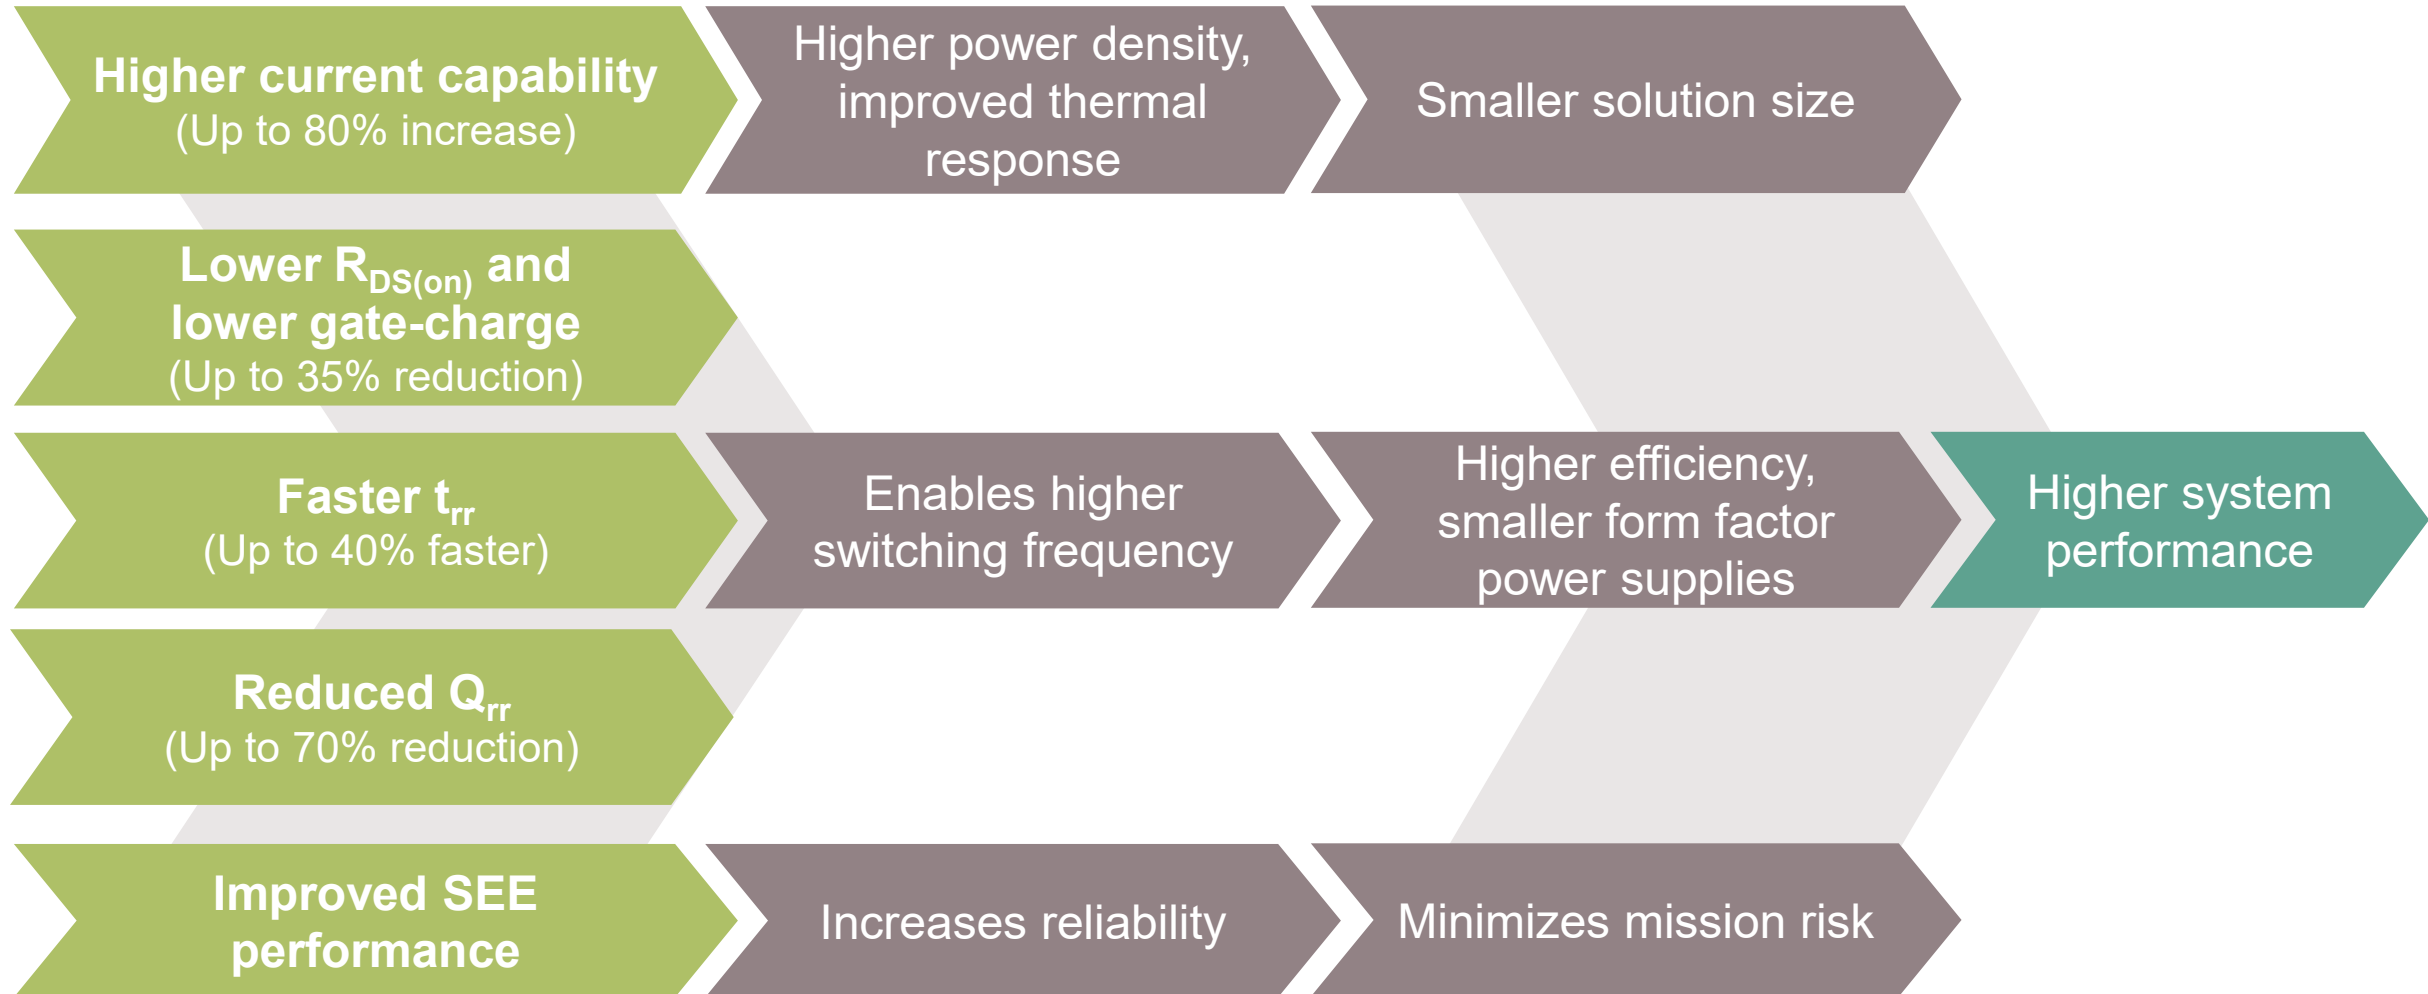 Higher current capability
(Up to 80% increase)
Higher power density,
improved thermal
response
Smaller solution size
Lower RDS(on) and
lower gate-charge
(Up to 35% reduction)
Faster trr
(Up to 40% faster)
Enables higher
switching frequency
Higher efficiency,
smaller form factor
power supplies
Higher system
performance
Reduced Qrr
(Up to 70% reduction)
Improved SEE
performance
Increases reliability
Minimizes mission risk